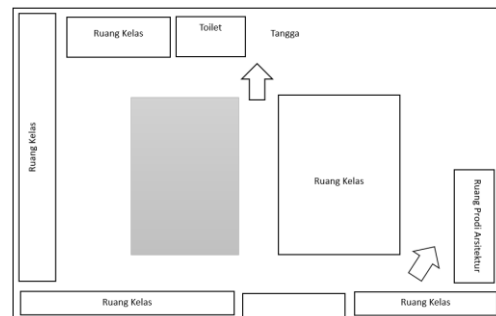 Ruang Kelas
Toilet
Tangga
Ruang Kelas
Ruang Kelas
Ruang Prodi Arsitektur
Ruang Kelas
Ruang Kelas